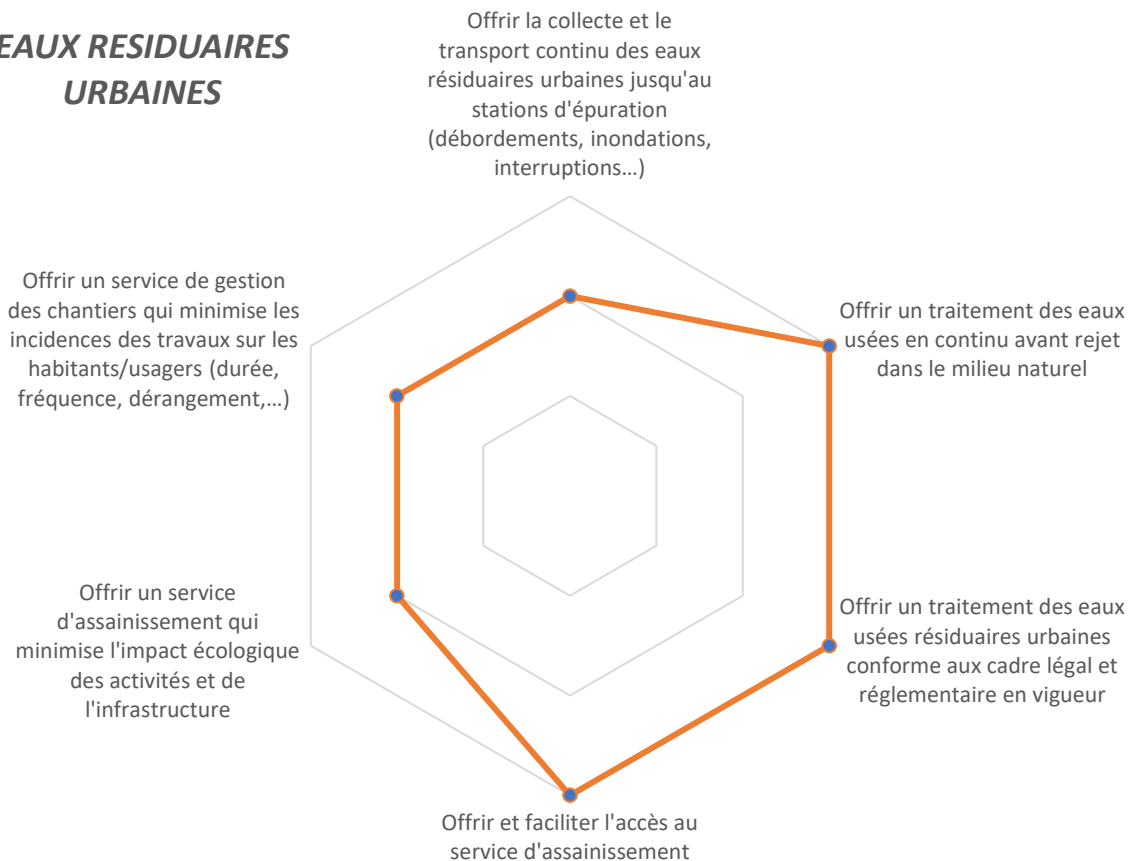 EAUX RESIDUAIRES
URBAINES
Offrir la collecte et le
transport continu des eaux
résiduaires urbaines jusqu'au
stations d'épuration
(débordements, inondations,
interruptions...)
Offrir un traitement des eaux
usées en continu avant rejet
dans le milieu naturel
Offrir un traitement des eaux
usées résiduaires urbaines
conforme aux cadre légal et
réglementaire en vigueur
Offrir et faciliter l'accès au
service d'assainissement
Offrir un service
d'assainissement qui
minimise l'impact écologique
des activités et de
l'infrastructure
Offrir un service de gestion
des chantiers qui minimise les
incidences des travaux sur les
habitants/usagers (durée,
fréquence, dérangement,...)